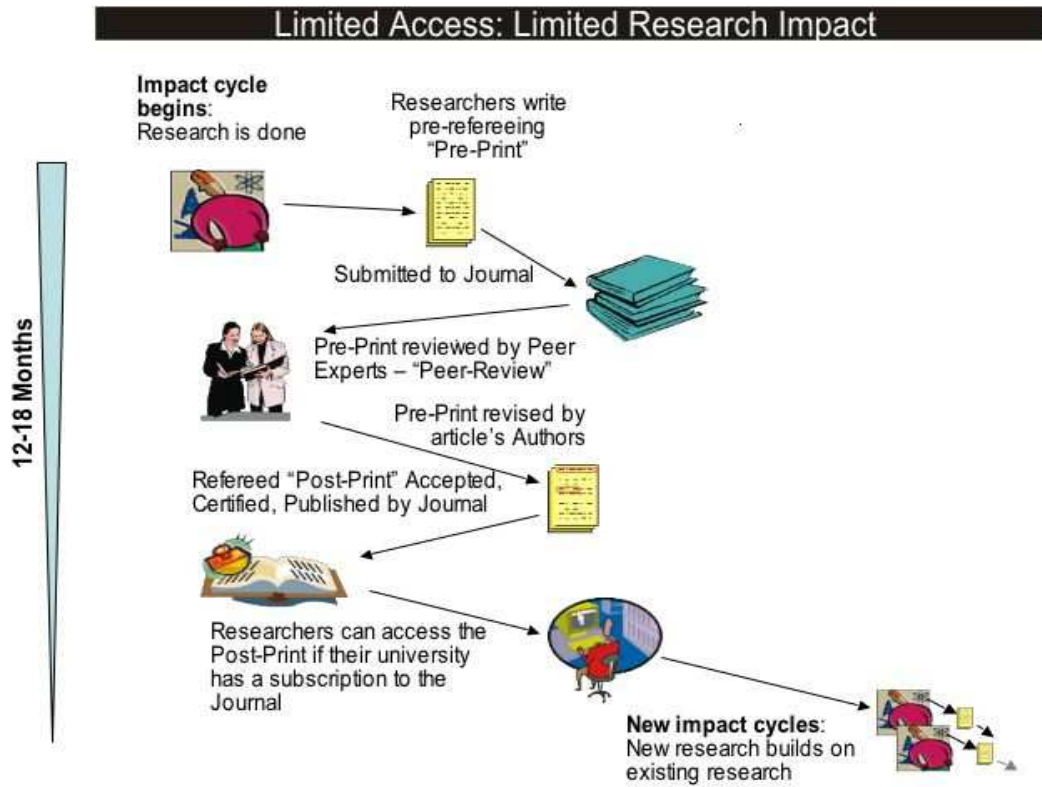 Limited Access: Limited Research Impact
Impact cycle
begins:
Research is done
Researchers write
pre-refereeing
“Pre-Print”
Submitted to Journal
12-18 Months
Pre-Print reviewed by Peer
Experts – “Peer-Review”
Pre-Print revised by
article’s Authors
Refereed “Post-Print” Accepted,
Certified, Published by Journal
Researchers can access the
Post-Print if their university
has a subscription to the
Journal
New impact cycles:
New research builds on
existing research